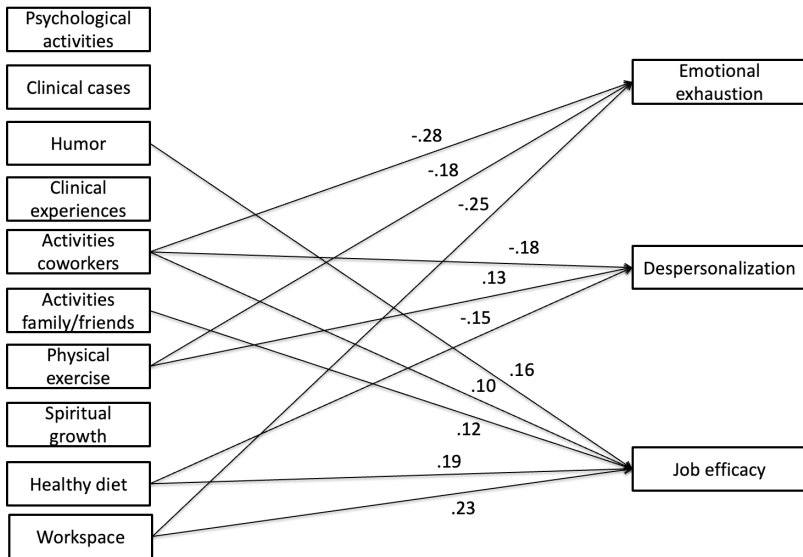 Psychological
activities
Clinical cases
Humor
Clinical
experiences
Activities
coworkers
Activities
family/friends
Physical
exercise
Spiritual
growth
Healthy diet
Workspace
-.28
-.18
-.25
-.18
.13
-.15
.16
.10
.12
.19
.23
Emotional
exhaustion
Despersonalization
Job efficacy